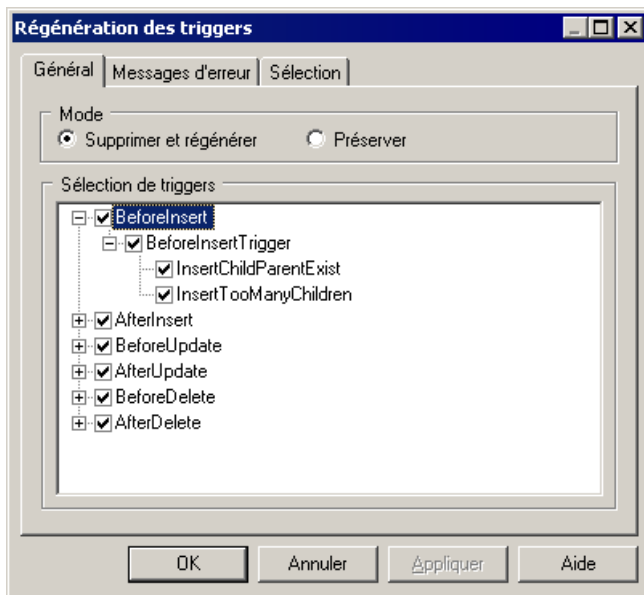 Régénération des triggers
Général Messages d'erreur Sélection
Mode
Supprimer et régénérer Préserver
Sélection de triggers
BeforeInsert
BeforeInsertTrigger
InsertChildParentExist
InsertTooManyChildren
AfterInsert
BeforeUpdate
AfterUpdate
BeforeDelete
AfterDelete
OK Annuler Appliquer Aide